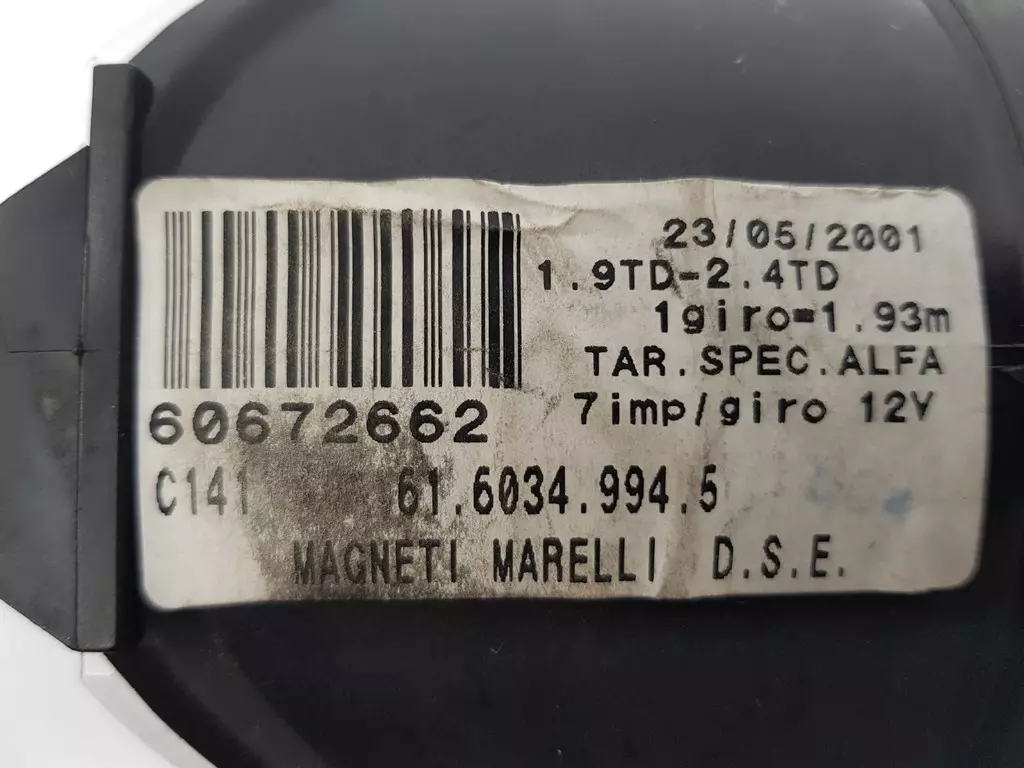 23/05/2001
1.9TD-2.4TD
1giro=1.93m
TAR.SPEC.ALFA
60672662 7imp/giro 12V
C141 61.6034.994.5
MAGNETI MARELLI D.S.E.